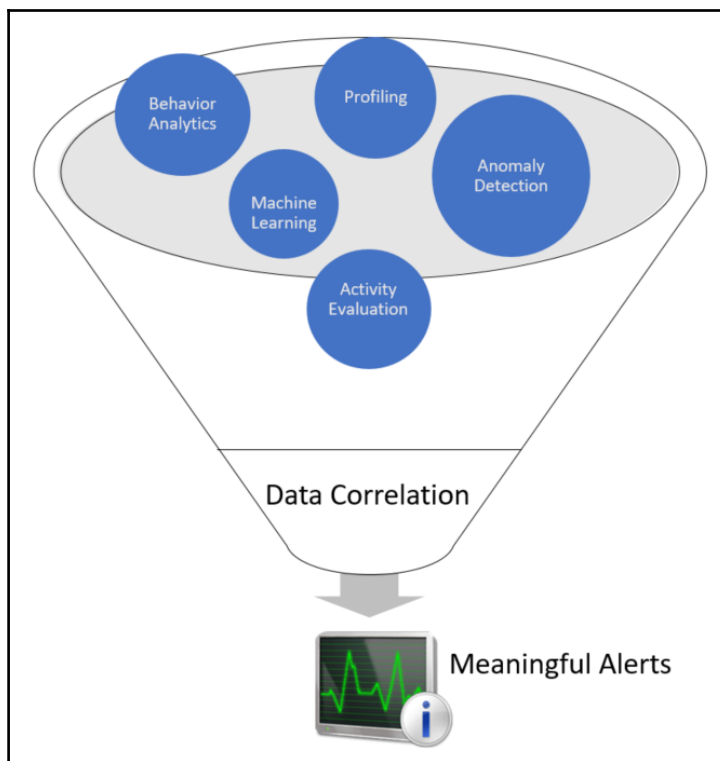 Behavior
Analytics
Profiling
Anomaly
Detection
Machine
Learning
Activity
Evaluation
Data Correlation
Meaningful Alerts
i